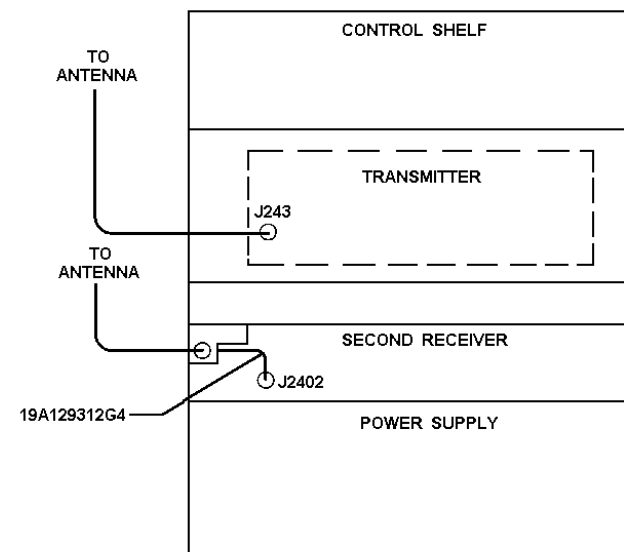 CONTROL SHELF
TO
ANTENNA
TRANSMITTER
J243
TO
ANTENNA
SECOND RECEIVER
J2402
19A129312G4
POWER SUPPLY